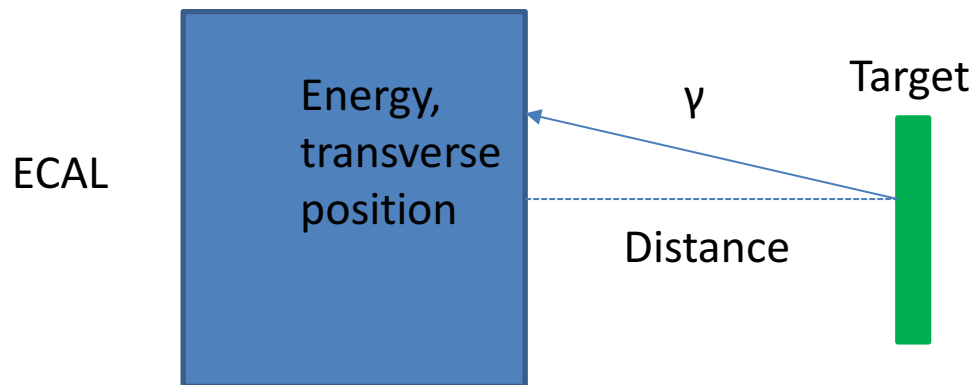 Energy,
transverse
position
ECAL
γ
Target
Distance